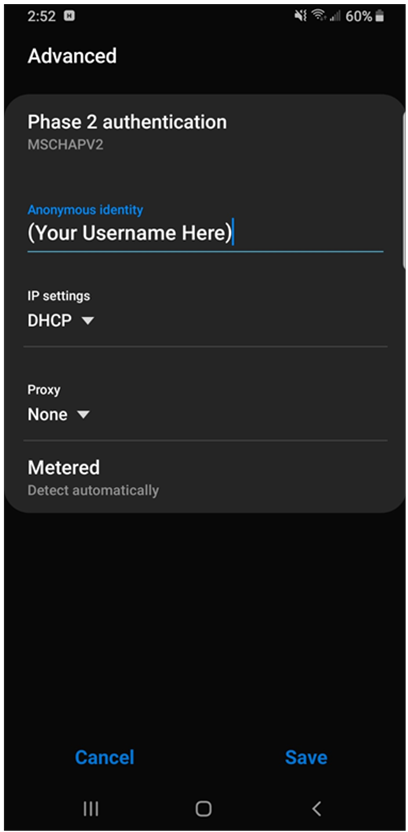 2:52 H 60%
Advanced
Phase 2 authentication
MSCHAPV2
Anonymous identity
(Your Username Here)
IP settings
DHCP
Proxy
None
Metered
Detect automatically
Cancel Save